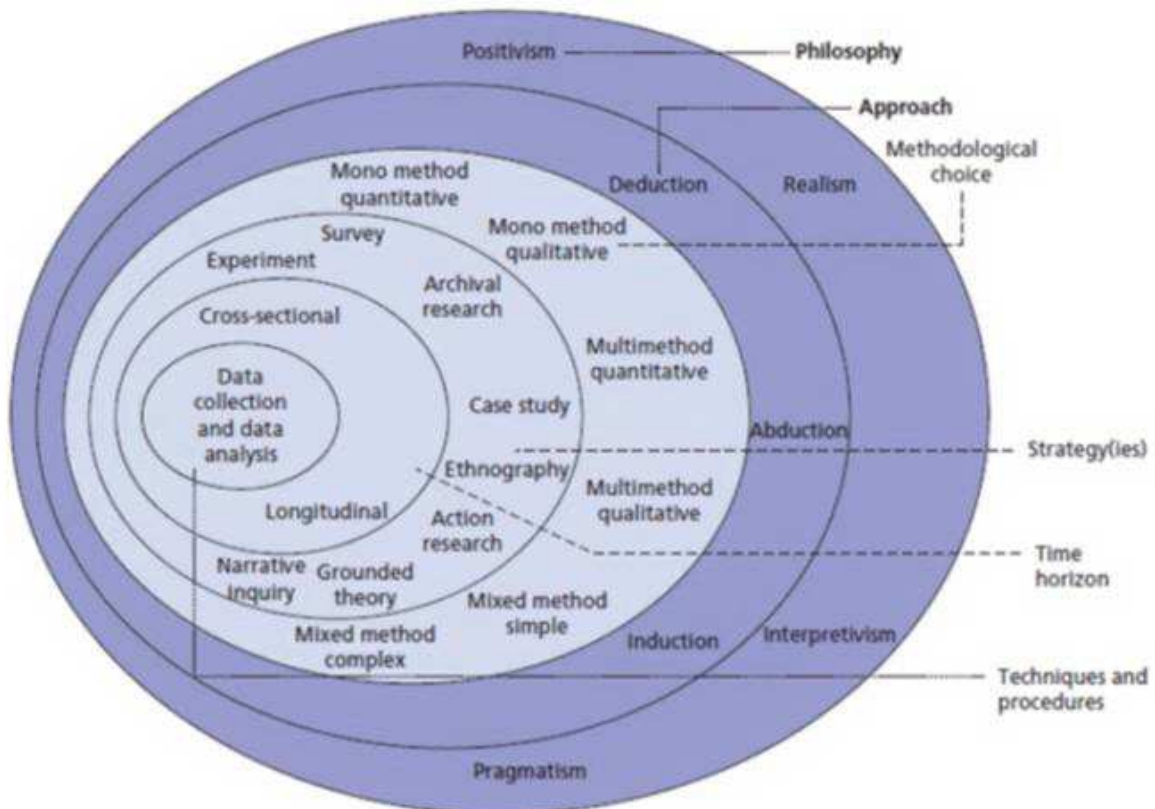 Positivism
Philosophy
Approach
Methodological
choice
Mono method
quantitative
Deduction
Realism
Survey
Mono method
qualitative
Experiment
Archival
research
Cross-sectional
Multimethod
quantitative
Data
collection
and data
analysis
Case study
Abduction
Strategy(ies)
Ethnography
Multimethod
qualitative
Longitudinal
Action
research
Time
horizon
Narrative
inquiry
Grounded
theory
Mixed method
simple
Mixed method
complex
Induction
Interpretivism
Techniques and
procedures
Pragmatism